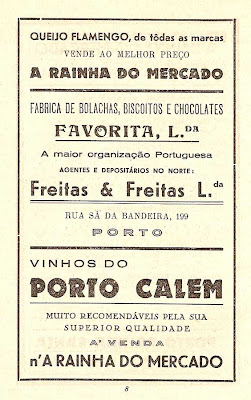 QUEIJO FLAMENGO, de tôdas as marcas
VENDE AO MELHOR PREÇO
A RAINHA DO MERCADO
FABRICA DE BOLACHAS, BISCOITOS E CHOCOLATES
FAVORITA, L.DA
A maior organização Portuguesa
AGENTES E DEPOSITÁRIOS NO NORTE:
Freitas & Freitas L.da
RUA SÁ DA BANDEIRA, 199
PORTO
VINHOS DO
PORTO CALEM
MUITO RECOMENDÁVEIS PELA SUA
SUPERIOR QUALIDADE
A' VENDA
n'A RAINHA DO MERCADO
8